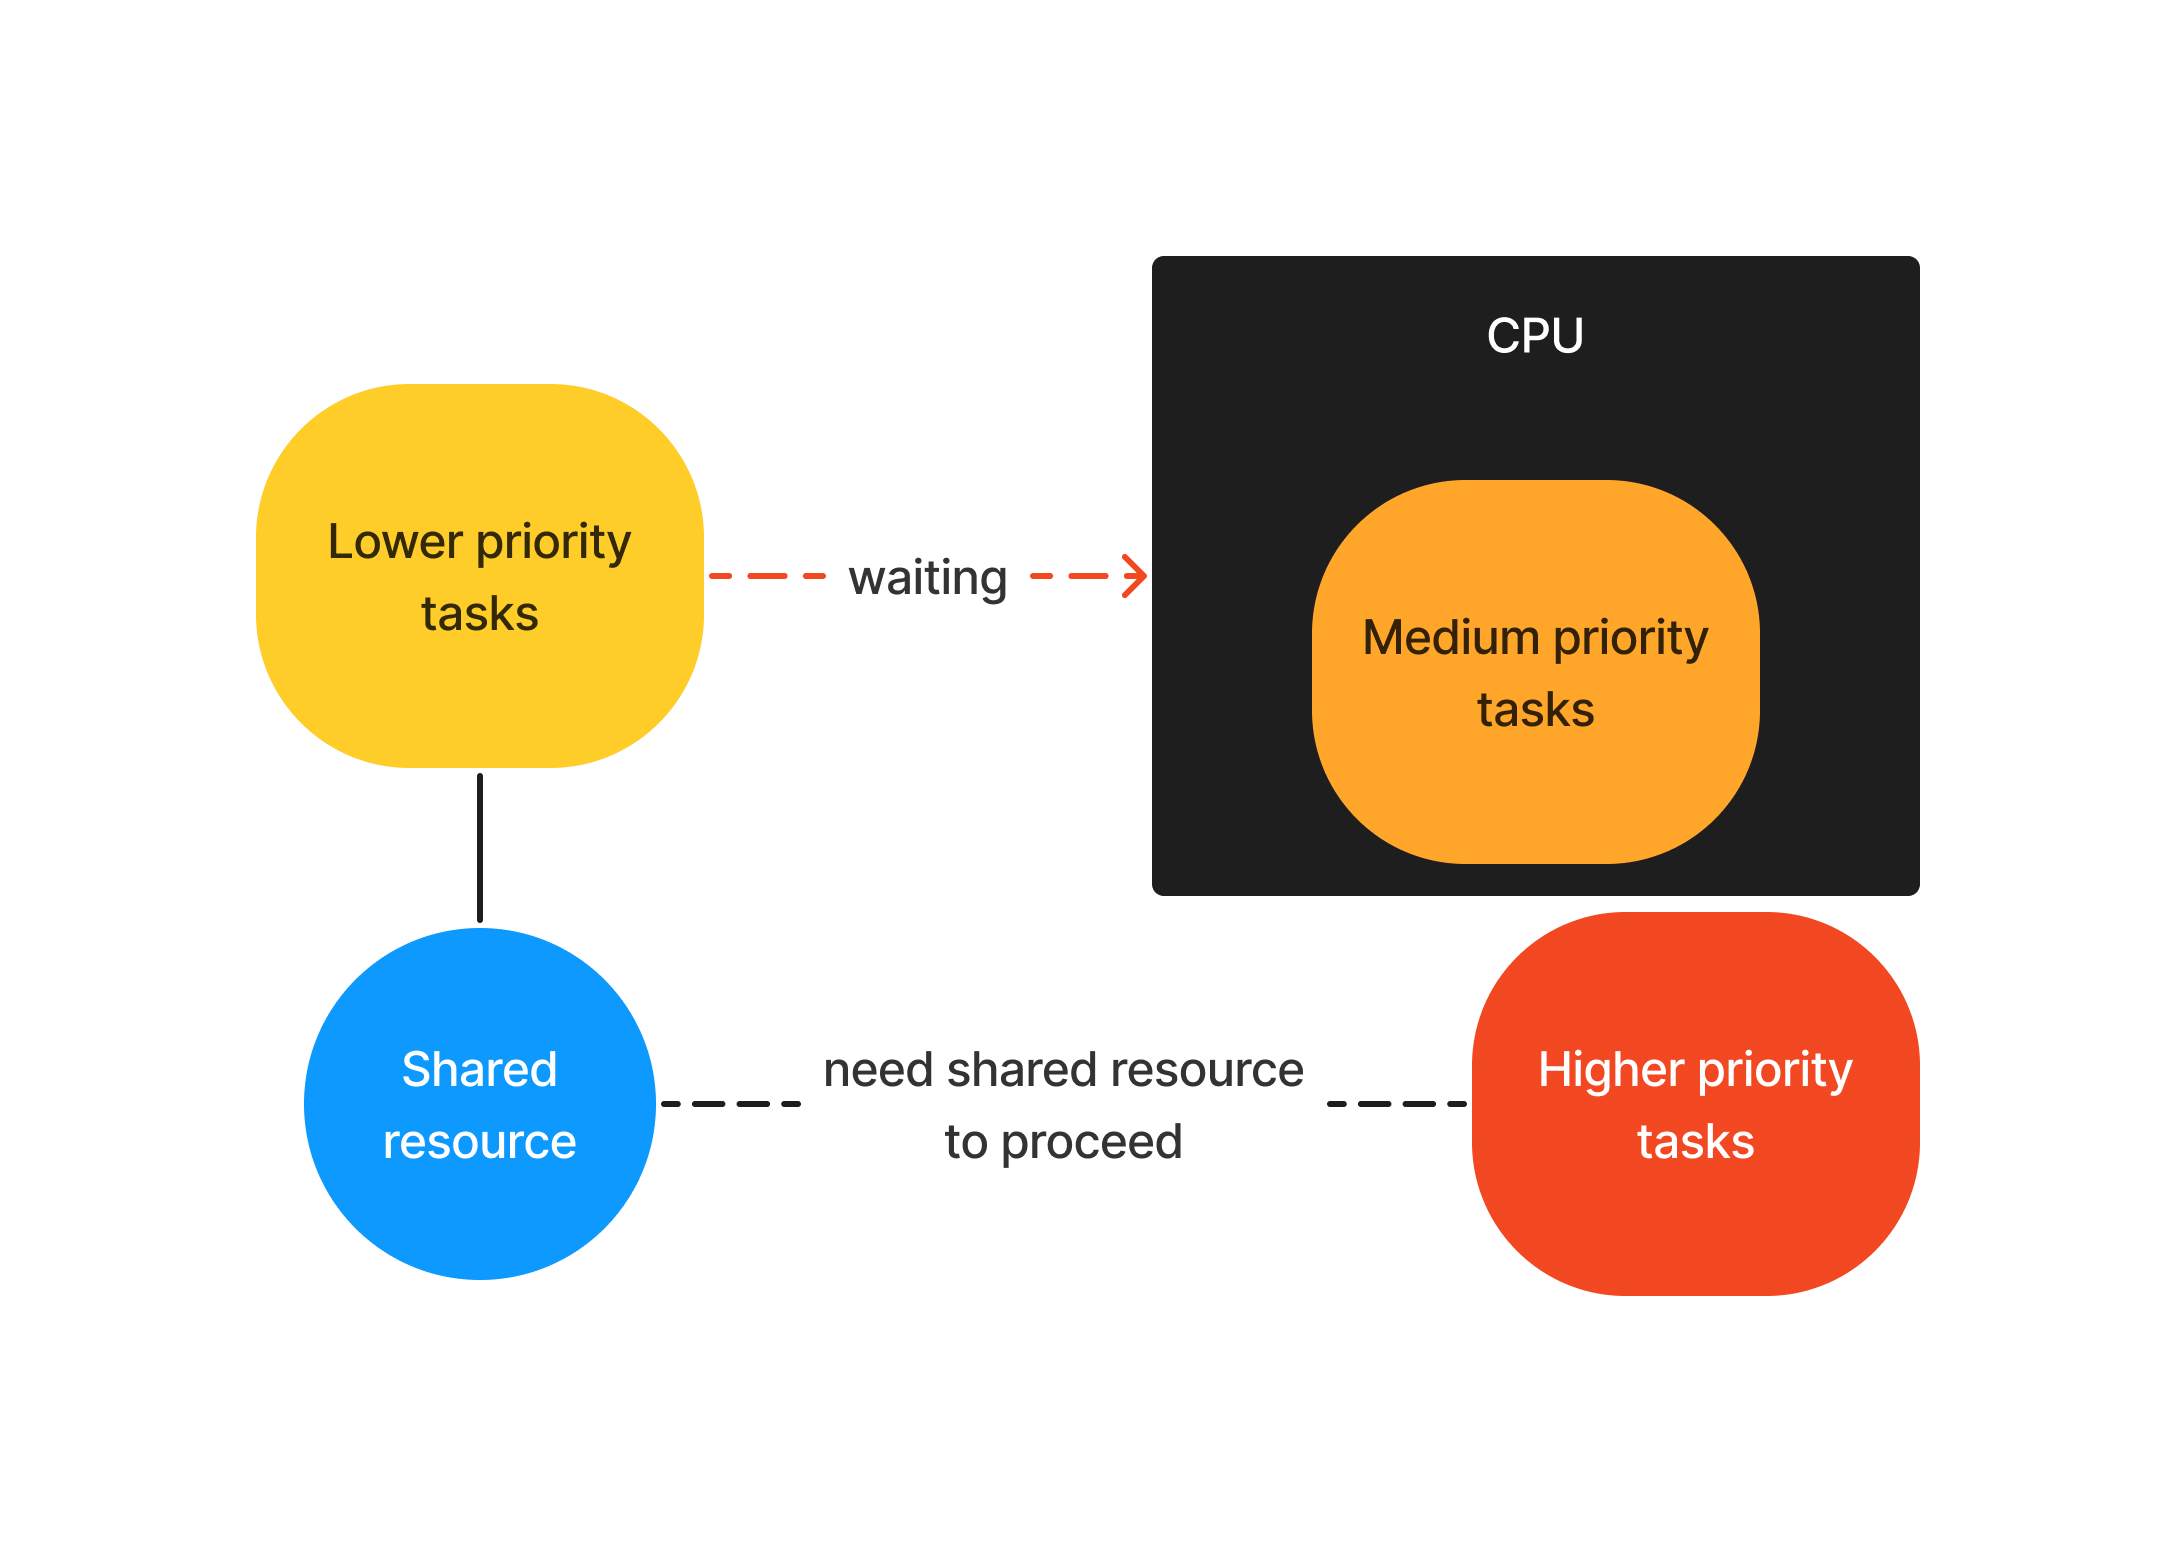 CPU
Lower priority
tasks
waiting
Medium priority
tasks
Shared
resource
need shared resource
to proceed
Higher priority
tasks